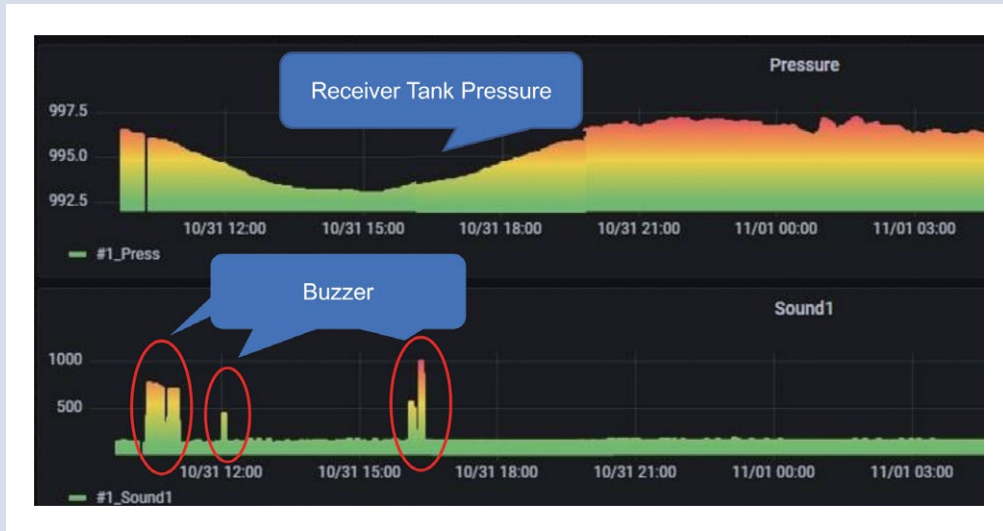 Pressure
Receiver Tank Pressure
997.5
995.0
992.5
10/31 12:00 10/31 15:00 10/31 18:00 10/31 21:00 11/01 00:00 11/01 03:00
#1_Press
Buzzer
Sound1
1000
500
10/31 12:00 10/31 15:00 10/31 18:00 10/31 21:00 11/01 00:00 11/01 03:00
#1_Sound1